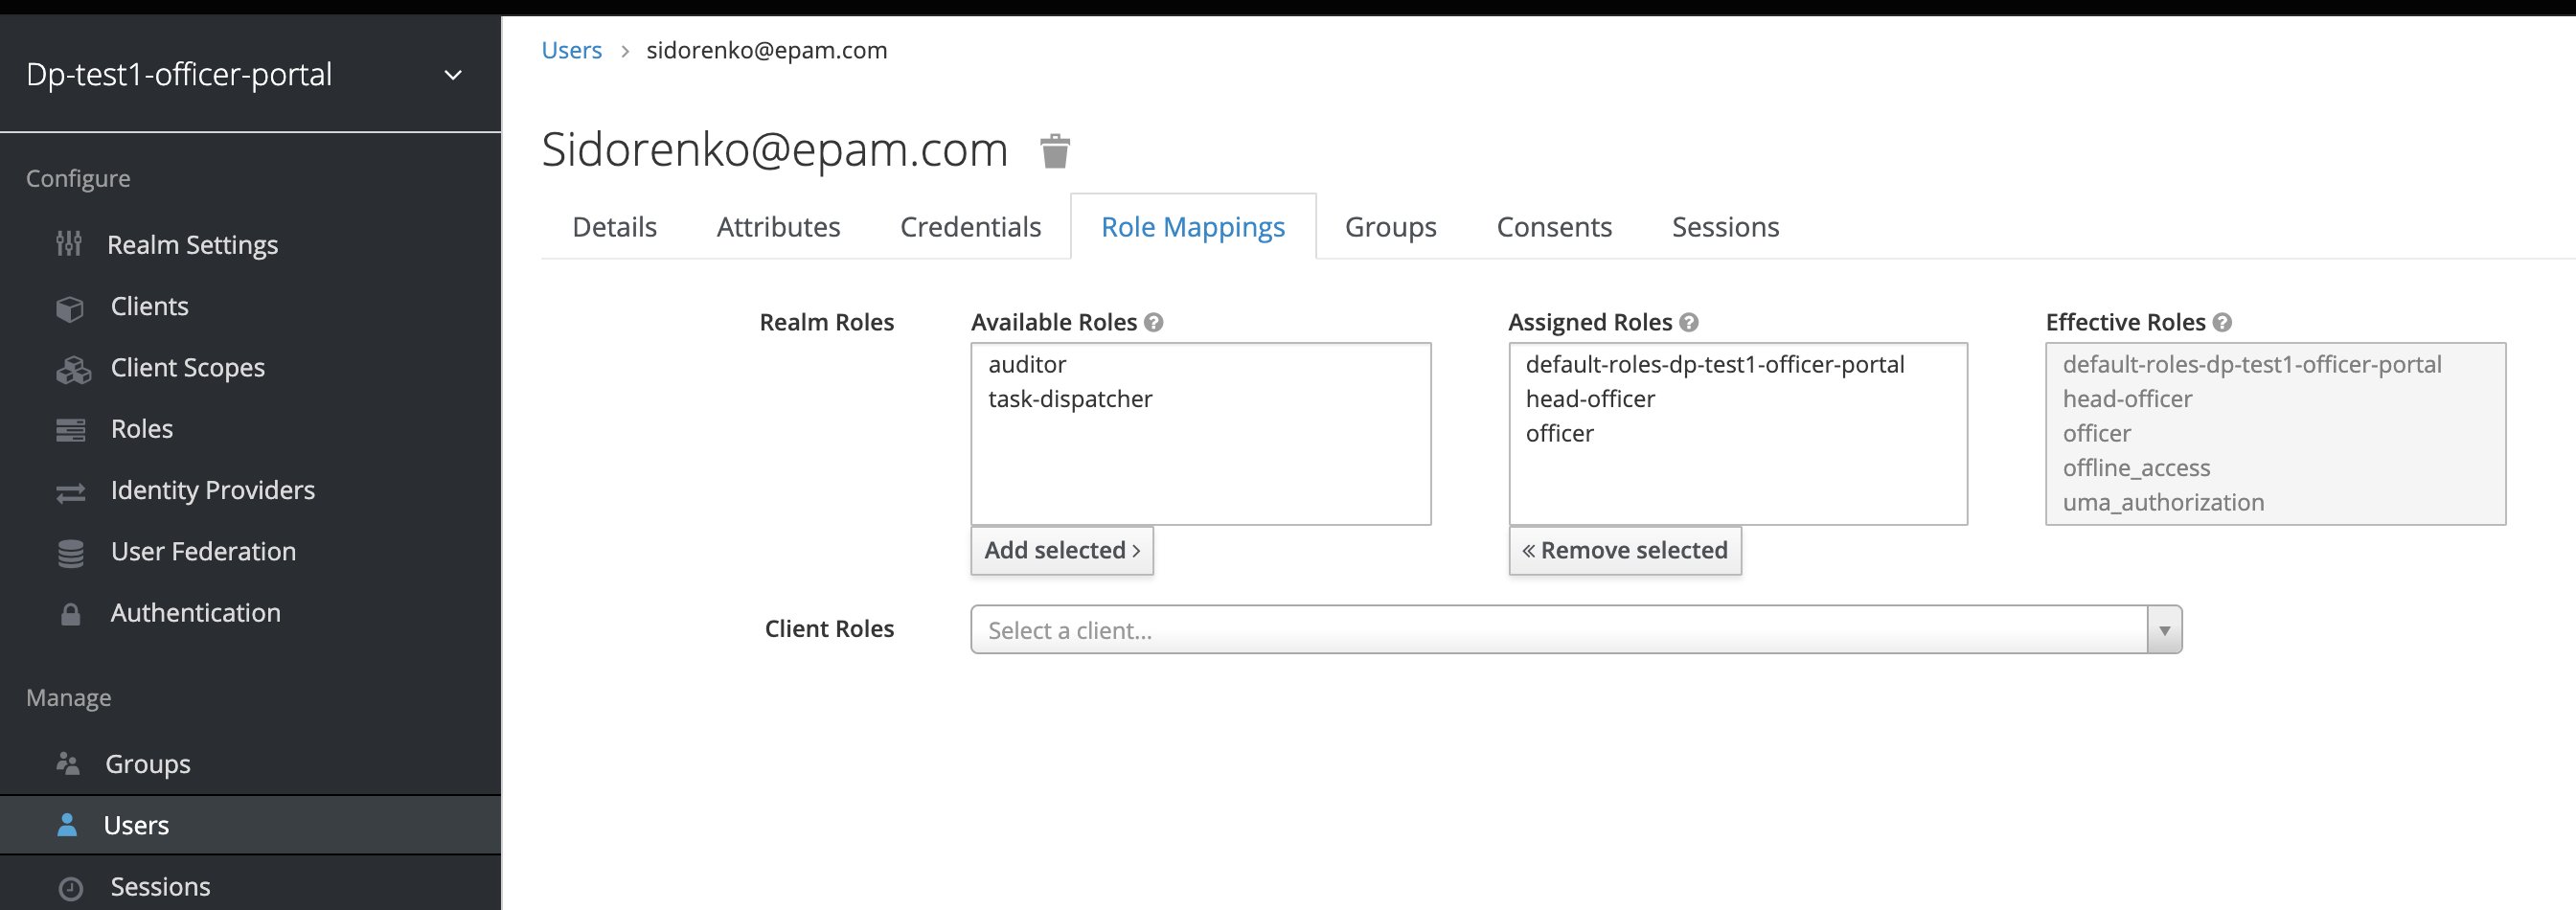 Dp-test1-officer-portal
Configure
Realm Settings
Clients
Client Scopes
Roles
Identity Providers
User Federation
Authentication
Manage
Groups
Users
Sessions
Users > sidorenko@epam.com
Sidorenko@epam.com
Details Attributes Credentials Role Mappings Groups Consents Sessions
Realm Roles
Available Roles
auditor
task-dispatcher
Add selected >
Assigned Roles
default-roles-dp-test1-officer-portal
head-officer
officer
« Remove selected
Effective Roles
default-roles-dp-test1-officer-portal
head-officer
officer
offline_access
uma_authorization
Client Roles
Select a client...